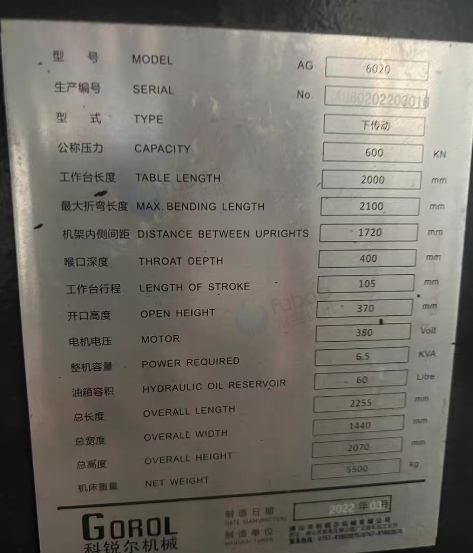 型 号 MODEL AG 6020
生产编号 SERIAL No.
型 式 TYPE 下传动
公称压力 CAPACITY 600 KN
工作台长度 TABLE LENGTH 2000 mm
最大折弯长度 MAX. BENDING LENGTH 2100 mm
机架内侧间距 DISTANCE BETWEEN UPRIGHTS 1720 mm
喉口深度 THROAT DEPTH 400 mm
工作台行程 LENGTH OF STROKE 105 mm
开口高度 OPEN HEIGHT 370 mm
电机电压 MOTOR 380 Volt
整机容量 POWER REQUIRED 6.5 KVA
油箱容积 HYDRAULIC OIL RESERVOIR 60 Litre
总长度 OVERALL LENGTH 2255 mm
总宽度 OVERALL WIDTH 1440 mm
总高度 OVERALL HEIGHT 2070 mm
机床重量 NET WEIGHT 5500 kg
GOROL
科锐尔机械
制造日期 2022 年 03月
DATE MANUFACTURED
制造单位
MANUFACTURER